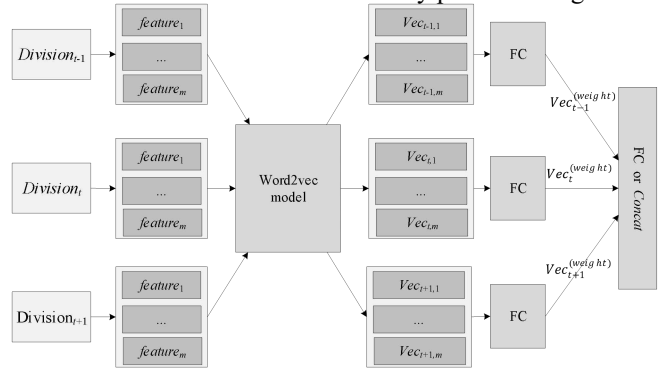 Division_{t-1}
feature_1
...
feature_m
Vec_{t-1,1}
...
Vec_{t-1,m}
FC
Vec_{t-1}^{(weight)}
Division_t
feature_1
...
feature_m
Word2vec
model
Vec_{t,1}
...
Vec_{t,m}
FC
Vec_t^{(weight)}
FC or Concat
Division_{t+1}
feature_1
...
feature_m
Vec_{t+1,1}
...
Vec_{t+1,m}
FC
Vec_{t+1}^{(weight)}